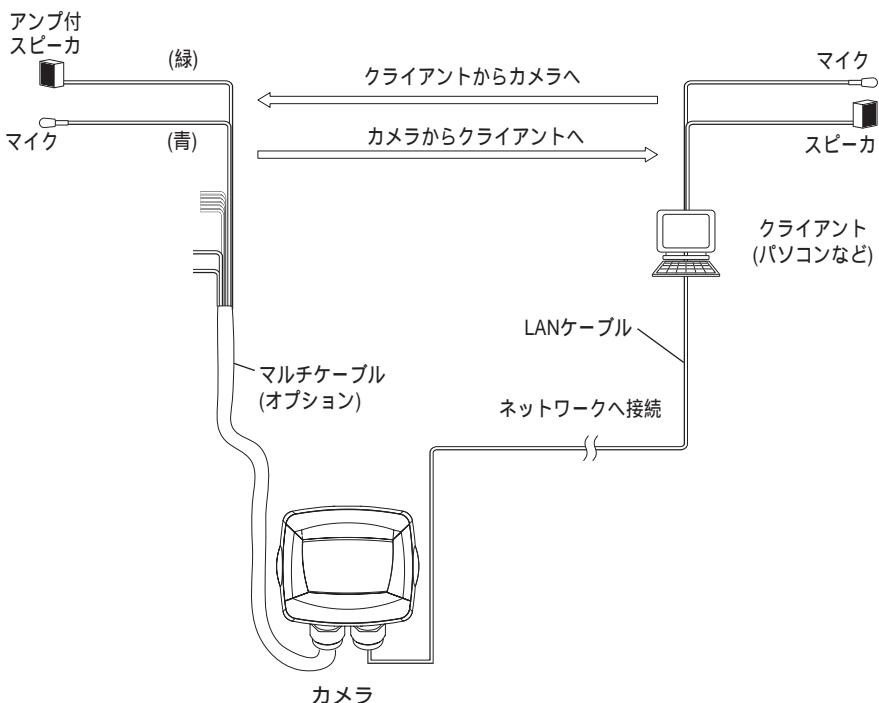 アンプ付
スピーカ
(緑)
クライアントからカメラへ
マイク
マイク
(青)
カメラからクライアントへ
スピーカ
クライアント
(パソコンなど)
LANケーブル
マルチケーブル
(オプション)
ネットワークへ接続
カメラ